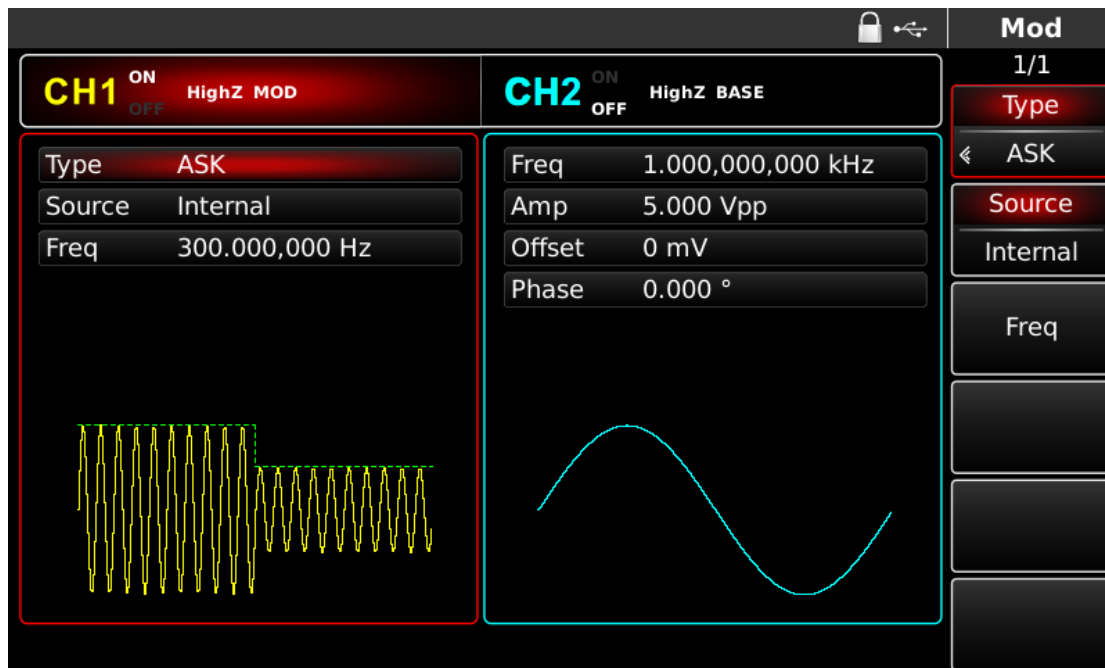 Mod
1/1
CH1 ON OFF HighZ MOD
CH2 ON OFF HighZ BASE
Type ASK
Source Internal
Freq 300.000,000 Hz
Freq 1.000,000,000 kHz
Amp 5.000 Vpp
Offset 0 mV
Phase 0.000 °
Type
ASK
Source
Internal
Freq